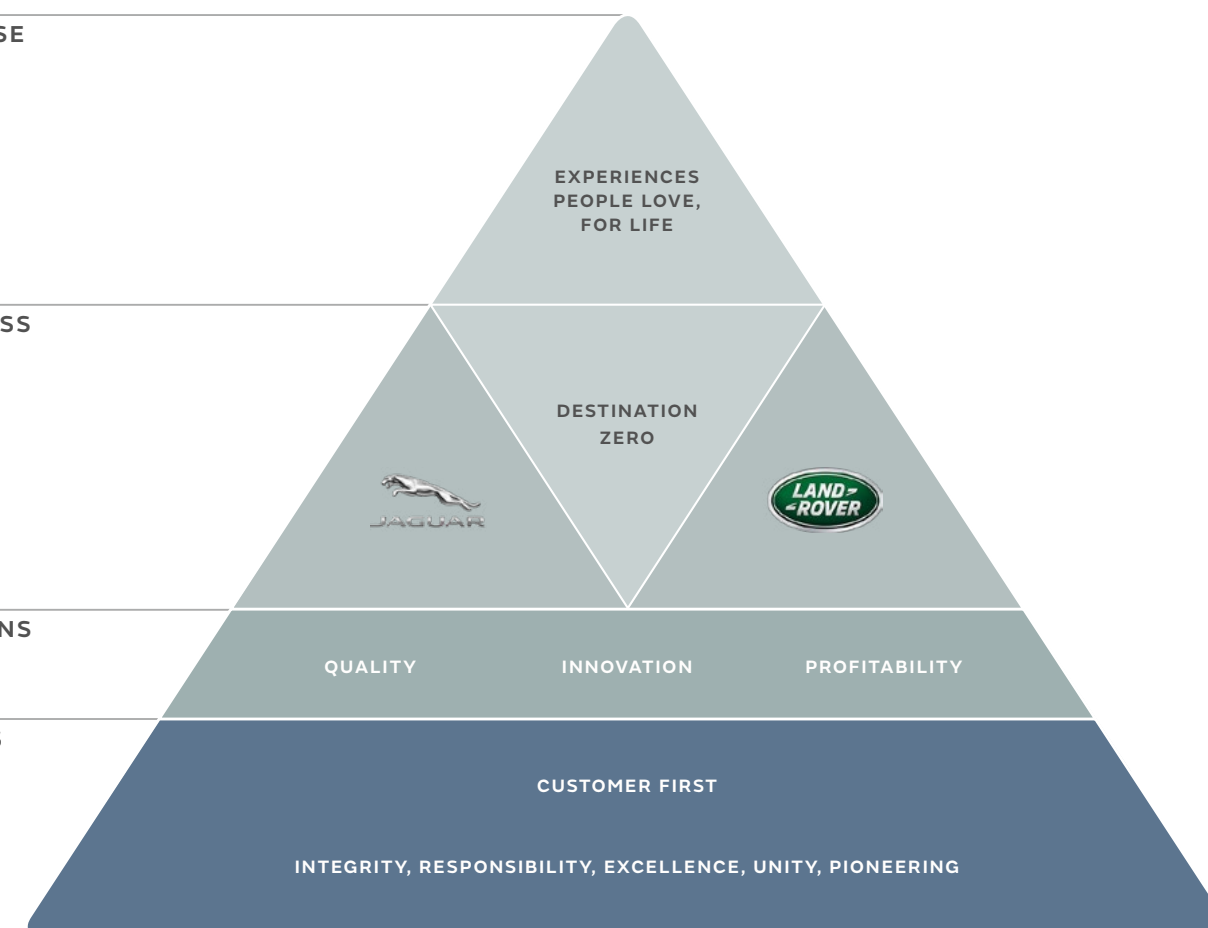 SE
EXPERIENCES
PEOPLE LOVE,
FOR LIFE
SS
DESTINATION
ZERO
JAGUAR
LAND
ROVER
NS
QUALITY
INNOVATION
PROFITABILITY
S
CUSTOMER FIRST
INTEGRITY, RESPONSIBILITY, EXCELLENCE, UNITY, PIONEERING